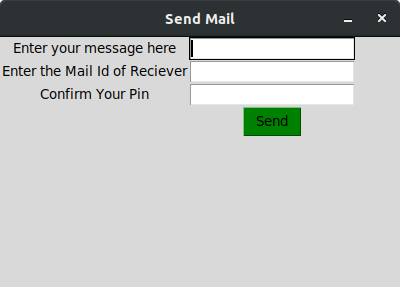 Send Mail
Enter your message here
Enter the Mail Id of Reciever
Confirm Your Pin
Send